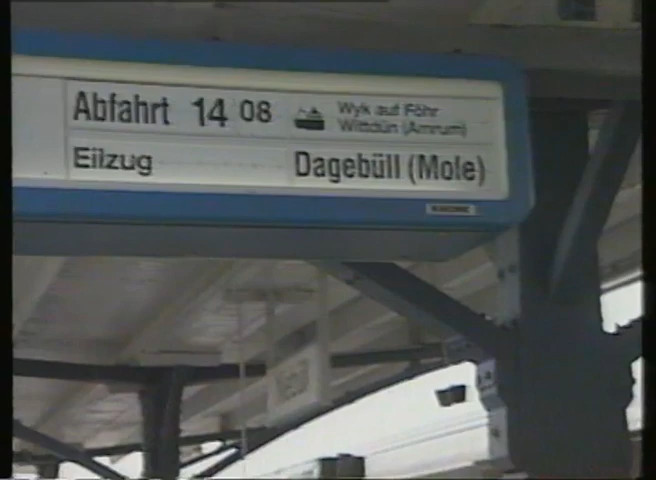 Abfahrt 14 08
Wyk auf Föhr
Wittdün (Amrum)
Eilzug
Dagebüll (Mole)